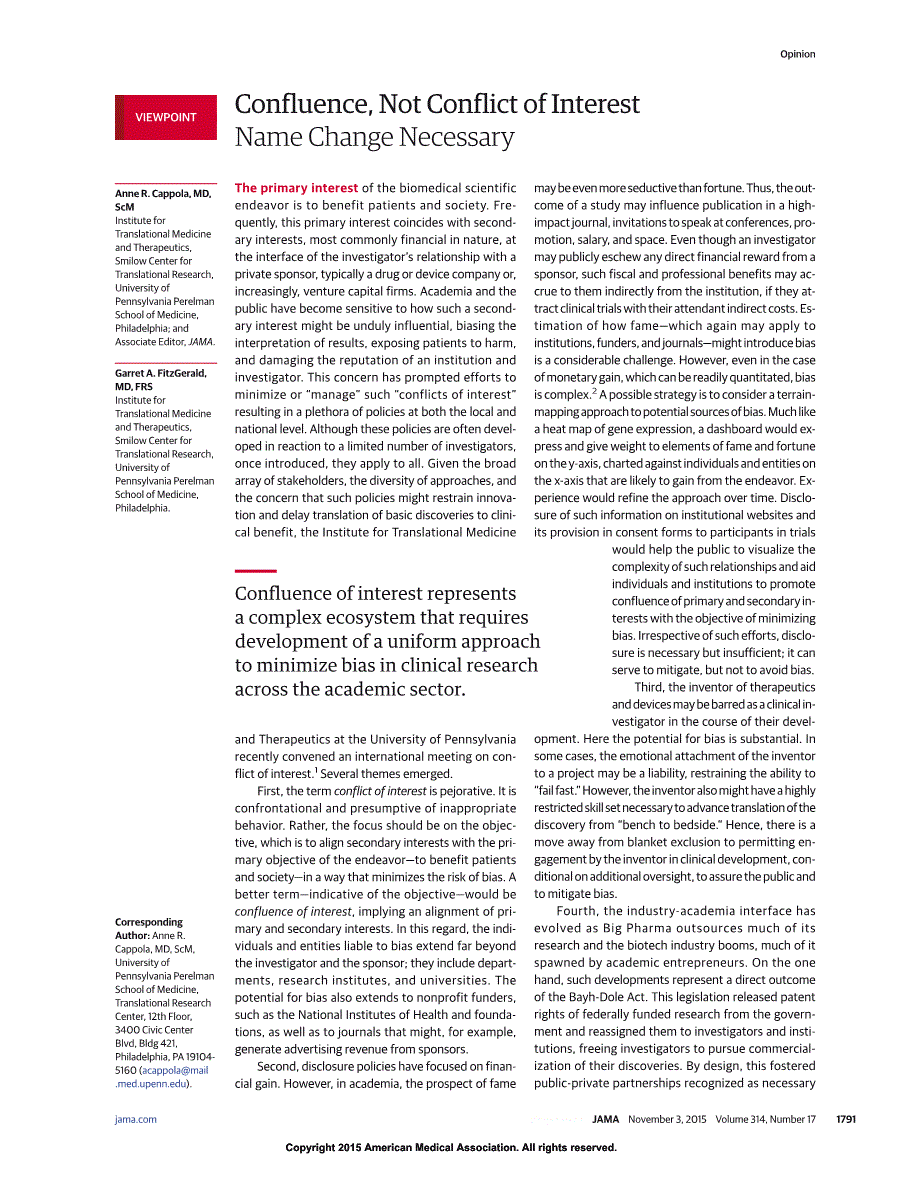 Opinion
VIEWPOINT
Confluence, Not Conflict of Interest
Name Change Necessary
Anne R. Cappola, MD,
ScM
Institute for
Translational Medicine
and Therapeutics,
Smilow Center for
Translational Research,
University of
Pennsylvania Perelman
School of Medicine,
Philadelphia; and
Associate Editor, JAMA.
Garret A. FitzGerald,
MD, FRS
Institute for
Translational Medicine
and Therapeutics,
Smilow Center for
Translational Research,
University of
Pennsylvania Perelman
School of Medicine,
Philadelphia.
Corresponding
Author: Anne R.
Cappola, MD, ScM,
University of
Pennsylvania Perelman
School of Medicine,
Translational Research
Center, 12th Floor,
3400 Civic Center
Blvd, Bldg 421,
Philadelphia, PA 19104-
5160 (acappola@mail
.med.upenn.edu).
The primary interest of the biomedical scientific
endeavor is to benefit patients and society. Fre-
quently, this primary interest coincides with second-
ary interests, most commonly financial in nature, at
the interface of the investigator's relationship with a
private sponsor, typically a drug or device company or,
increasingly, venture capital firms. Academia and the
public have become sensitive to how such a second-
ary interest might be unduly influential, biasing the
interpretation of results, exposing patients to harm,
and damaging the reputation of an institution and
investigator. This concern has prompted efforts to
minimize or “manage” such “conflicts of interest”
resulting in a plethora of policies at both the local and
national level. Although these policies are often devel-
oped in reaction to a limited number of investigators,
once introduced, they apply to all. Given the broad
array of stakeholders, the diversity of approaches, and
the concern that such policies might restrain innova-
tion and delay translation of basic discoveries to clini-
cal benefit, the Institute for Translational Medicine
Confluence of interest represents
a complex ecosystem that requires
development of a uniform approach
to minimize bias in clinical research
across the academic sector.
and Therapeutics at the University of Pennsylvania
recently convened an international meeting on con-
flict of interest.1 Several themes emerged.
First, the term conflict of interest is pejorative. It is
confrontational and presumptive of inappropriate
behavior. Rather, the focus should be on the objec-
tive, which is to align secondary interests with the pri-
mary objective of the endeavor—to benefit patients
and society—in a way that minimizes the risk of bias. A
better term—indicative of the objective—would be
confluence of interest, implying an alignment of pri-
mary and secondary interests. In this regard, the indi-
viduals and entities liable to bias extend far beyond
the investigator and the sponsor; they include depart-
ments, research institutes, and universities. The
potential for bias also extends to nonprofit funders,
such as the National Institutes of Health and founda-
tions, as well as to journals that might, for example,
generate advertising revenue from sponsors.
Second, disclosure policies have focused on finan-
cial gain. However, in academia, the prospect of fame
may be even more seductive than fortune. Thus, the out-
come of a study may influence publication in a high-
impact journal, invitations to speak at conferences, pro-
motion, salary, and space. Even though an investigator
may publicly eschew any direct financial reward from a
sponsor, such fiscal and professional benefits may ac-
crue to them indirectly from the institution, if they at-
tract clinical trials with their attendant indirect costs. Es-
timation of how fame—which again may apply to
institutions, funders, and journals—might introduce bias
is a considerable challenge. However, even in the case
of monetary gain, which can be readily quantitated, bias
is complex.2 A possible strategy is to consider a terrain-
mapping approach to potential sources of bias. Much like
a heat map of gene expression, a dashboard would ex-
press and give weight to elements of fame and fortune
on the y-axis, charted against individuals and entities on
the x-axis that are likely to gain from the endeavor. Ex-
perience would refine the approach over time. Disclo-
sure of such information on institutional websites and
its provision in consent forms to participants in trials
would help the public to visualize the
complexity of such relationships and aid
individuals and institutions to promote
confluence of primary and secondary in-
terests with the objective of minimizing
bias. Irrespective of such efforts, disclo-
sure is necessary but insufficient; it can
serve to mitigate, but not to avoid bias.
Third, the inventor of therapeutics
and devices may be barred as a clinical in-
vestigator in the course of their devel-
opment. Here the potential for bias is substantial. In
some cases, the emotional attachment of the inventor
to a project may be a liability, restraining the ability to
“fail fast.” However, the inventor also might have a highly
restricted skill set necessary to advance translation of the
discovery from “bench to bedside.” Hence, there is a
move away from blanket exclusion to permitting en-
gagement by the inventor in clinical development, con-
ditional on additional oversight, to assure the public and
to mitigate bias.
Fourth, the industry-academia interface has
evolved as Big Pharma outsources much of its
research and the biotech industry booms, much of it
spawned by academic entrepreneurs. On the one
hand, such developments represent a direct outcome
of the Bayh-Dole Act. This legislation released patent
rights of federally funded research from the govern-
ment and reassigned them to investigators and insti-
tutions, freeing investigators to pursue commercial-
ization of their discoveries. By design, this fostered
public-private partnerships recognized as necessary
jama.com
JAMA November 3, 2015 Volume 314, Number 17 1791
Copyright 2015 American Medical Association. All rights reserved.